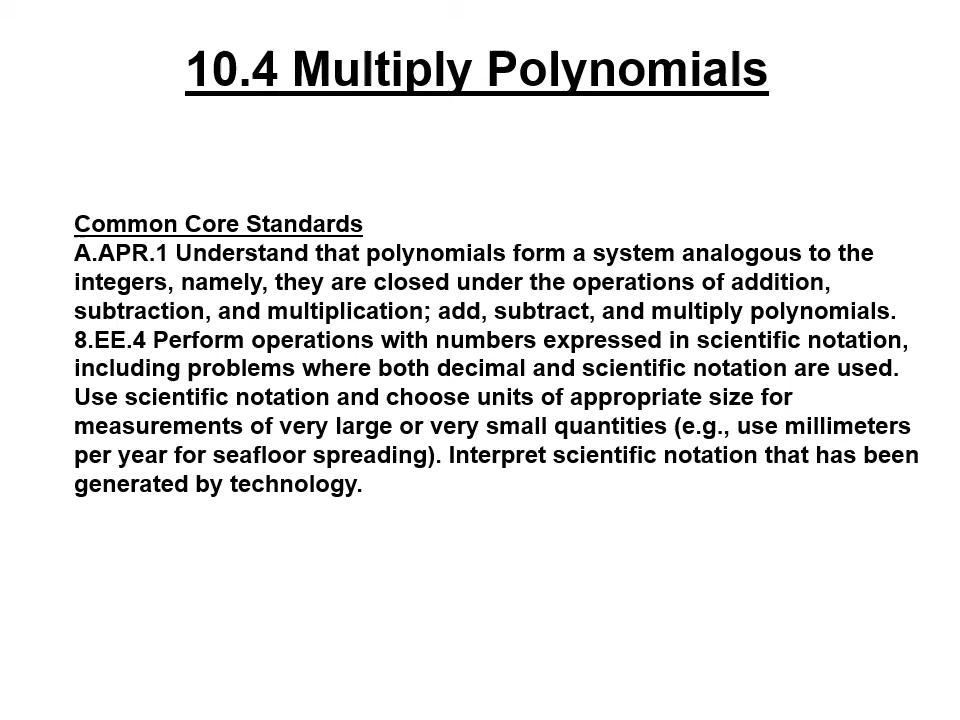 10.4 Multiply Polynomials
Common Core Standards
A.APR.1 Understand that polynomials form a system analogous to the
integers, namely, they are closed under the operations of addition,
subtraction, and multiplication; add, subtract, and multiply polynomials.
8.EE.4 Perform operations with numbers expressed in scientific notation,
including problems where both decimal and scientific notation are used.
Use scientific notation and choose units of appropriate size for
measurements of very large or very small quantities (e.g., use millimeters
per year for seafloor spreading). Interpret scientific notation that has been
generated by technology.